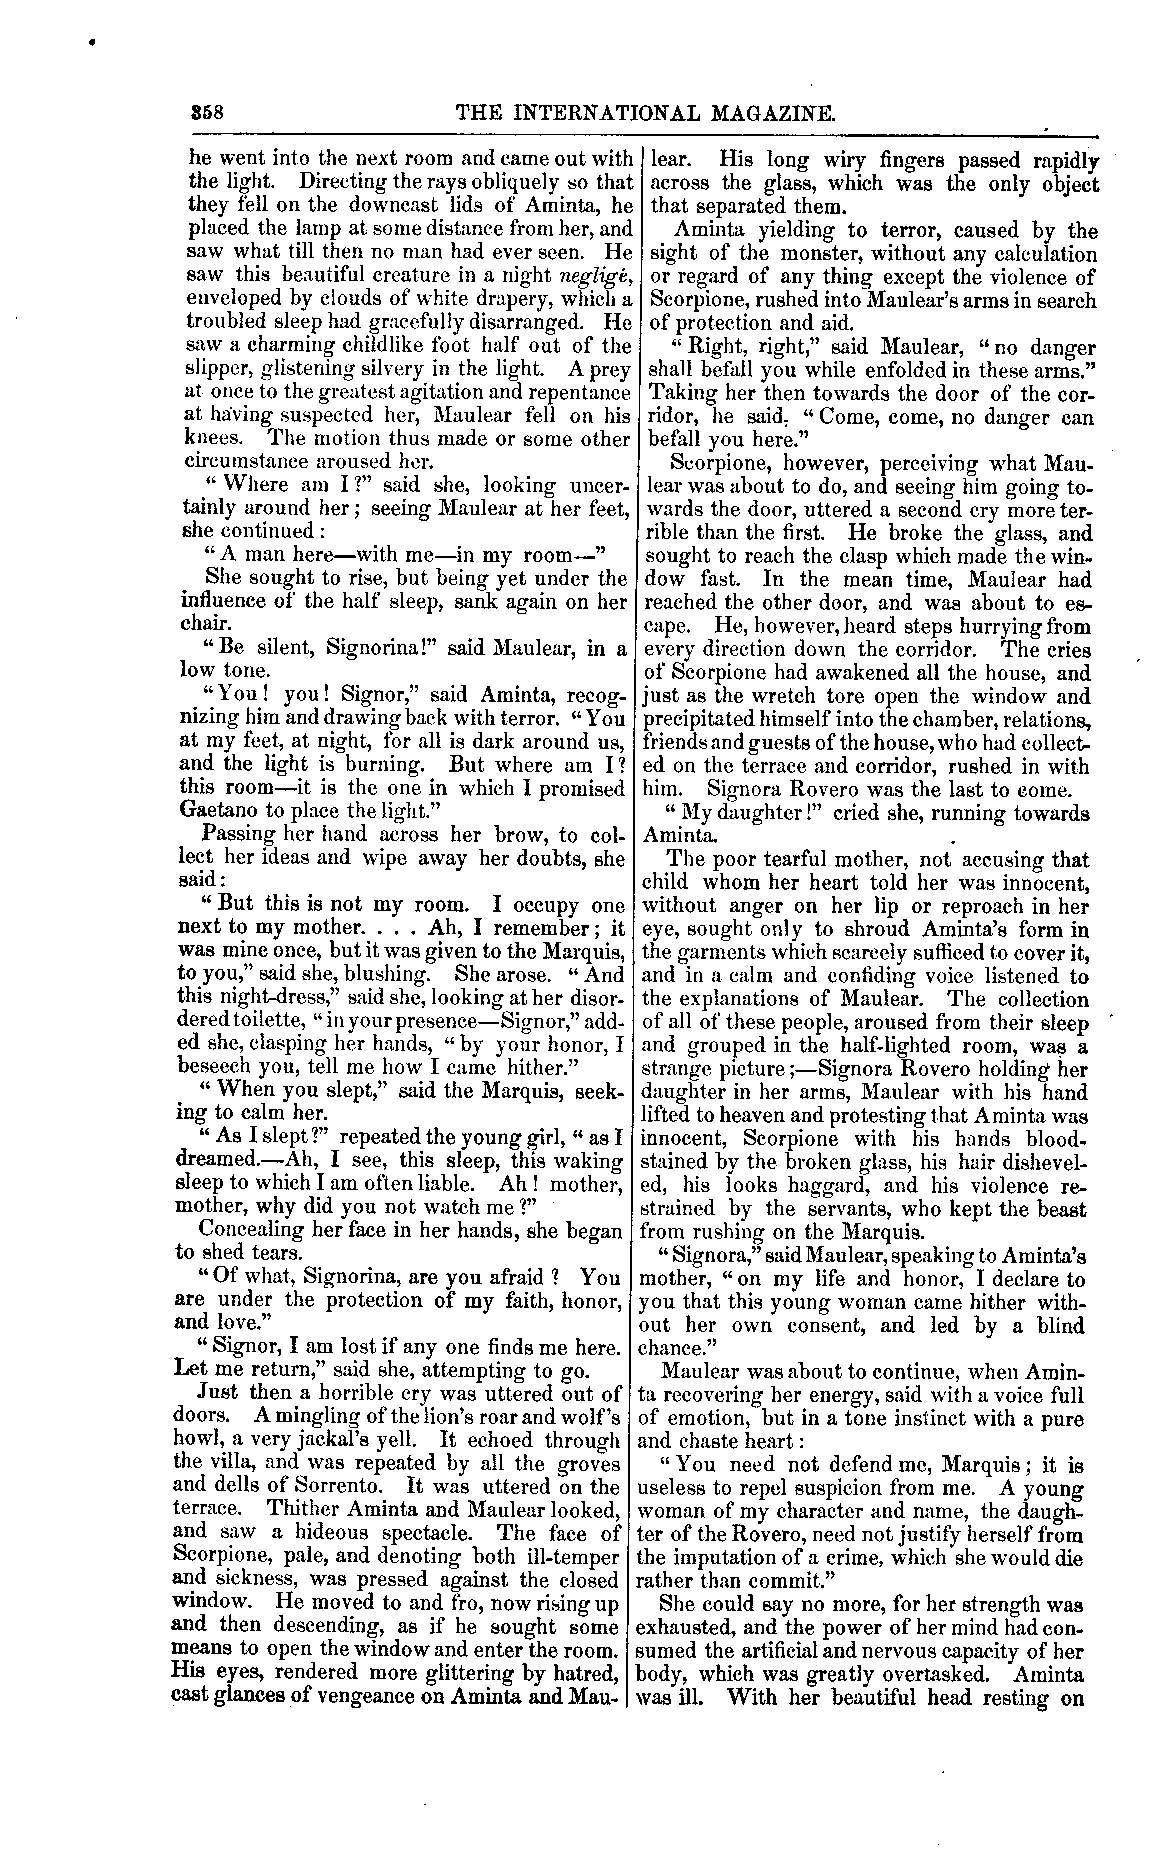 358 THE INTERNATIONAL MAGAZINE.
he went into the next room and came out with
the light. Directing the rays obliquely so that
they fell on the downcast lids of Aminta, he
placed the lamp at some distance from her, and
saw what till then no man had ever seen. He
saw this beautiful creature in a night negligé,
enveloped by clouds of white drapery, which a
troubled sleep had gracefully disarranged. He
saw a charming childlike foot half out of the
slipper, glistening silvery in the light. A prey
at once to the greatest agitation and repentance
at having suspected her, Maulear fell on his
knees. The motion thus made or some other
circumstance aroused her.
"Where am I?" said she, looking uncer-
tainly around her; seeing Maulear at her feet,
she continued:
"A man here—with me—in my room—"
She sought to rise, but being yet under the
influence of the half sleep, sank again on her
chair.
"Be silent, Signorina!" said Maulear, in a
low tone.
"You! you! Signor," said Aminta, recog-
nizing him and drawing back with terror. "You
at my feet, at night, for all is dark around us,
and the light is burning. But where am I?
this room—it is the one in which I promised
Gaetano to place the light."
Passing her hand across her brow, to col-
lect her ideas and wipe away her doubts, she
said:
"But this is not my room. I occupy one
next to my mother. . . . Ah, I remember; it
was mine once, but it was given to the Marquis,
to you," said she, blushing. She arose. "And
this night-dress," said she, looking at her disor-
dered toilette, "in your presence—Signor," add-
ed she, clasping her hands, "by your honor, I
beseech you, tell me how I came hither."
"When you slept," said the Marquis, seek-
ing to calm her.
"As I slept?" repeated the young girl, "as I
dreamed.—Ah, I see, this sleep, this waking
sleep to which I am often liable. Ah! mother,
mother, why did you not watch me?"
Concealing her face in her hands, she began
to shed tears.
"Of what, Signorina, are you afraid? You
are under the protection of my faith, honor,
and love."
"Signor, I am lost if any one finds me here.
Let me return," said she, attempting to go.
Just then a horrible cry was uttered out of
doors. A mingling of the lion's roar and wolf's
howl, a very jackal's yell. It echoed through
the villa, and was repeated by all the groves
and dells of Sorrento. It was uttered on the
terrace. Thither Aminta and Maulear looked,
and saw a hideous spectacle. The face of
Scorpione, pale, and denoting both ill-temper
and sickness, was pressed against the closed
window. He moved to and fro, now rising up
and then descending, as if he sought some
means to open the window and enter the room.
His eyes, rendered more glittering by hatred,
cast glances of vengeance on Aminta and Mau-
lear. His long wiry fingers passed rapidly
across the glass, which was the only object
that separated them.
Aminta yielding to terror, caused by the
sight of the monster, without any calculation
or regard of any thing except the violence of
Scorpione, rushed into Maulear's arms in search
of protection and aid.
"Right, right," said Maulear, "no danger
shall befall you while enfolded in these arms."
Taking her then towards the door of the cor-
ridor, he said, "Come, come, no danger can
befall you here."
Scorpione, however, perceiving what Mau-
lear was about to do, and seeing him going to-
wards the door, uttered a second cry more ter-
rible than the first. He broke the glass, and
sought to reach the clasp which made the win-
dow fast. In the mean time, Maulear had
reached the other door, and was about to es-
cape. He, however, heard steps hurrying from
every direction down the corridor. The cries
of Scorpione had awakened all the house, and
just as the wretch tore open the window and
precipitated himself into the chamber, relations,
friends and guests of the house, who had collect-
ed on the terrace and corridor, rushed in with
him. Signora Rovero was the last to come.
"My daughter!" cried she, running towards
Aminta.
The poor tearful mother, not accusing that
child whom her heart told her was innocent,
without anger on her lip or reproach in her
eye, sought only to shroud Aminta's form in
the garments which scarcely sufficed to cover it,
and in a calm and confiding voice listened to
the explanations of Maulear. The collection
of all of these people, aroused from their sleep
and grouped in the half-lighted room, was a
strange picture;—Signora Rovero holding her
daughter in her arms, Maulear with his hand
lifted to heaven and protesting that Aminta was
innocent, Scorpione with his hands blood-
stained by the broken glass, his hair dishevel-
ed, his looks haggard, and his violence re-
strained by the servants, who kept the beast
from rushing on the Marquis.
"Signora," said Maulear, speaking to Aminta's
mother, "on my life and honor, I declare to
you that this young woman came hither with-
out her own consent, and led by a blind
chance."
Maulear was about to continue, when Amin-
ta recovering her energy, said with a voice full
of emotion, but in a tone instinct with a pure
and chaste heart:
"You need not defend me, Marquis; it is
useless to repel suspicion from me. A young
woman of my character and name, the daugh-
ter of the Rovero, need not justify herself from
the imputation of a crime, which she would die
rather than commit."
She could say no more, for her strength was
exhausted, and the power of her mind had con-
sumed the artificial and nervous capacity of her
body, which was greatly overtasked. Aminta
was ill. With her beautiful head resting on